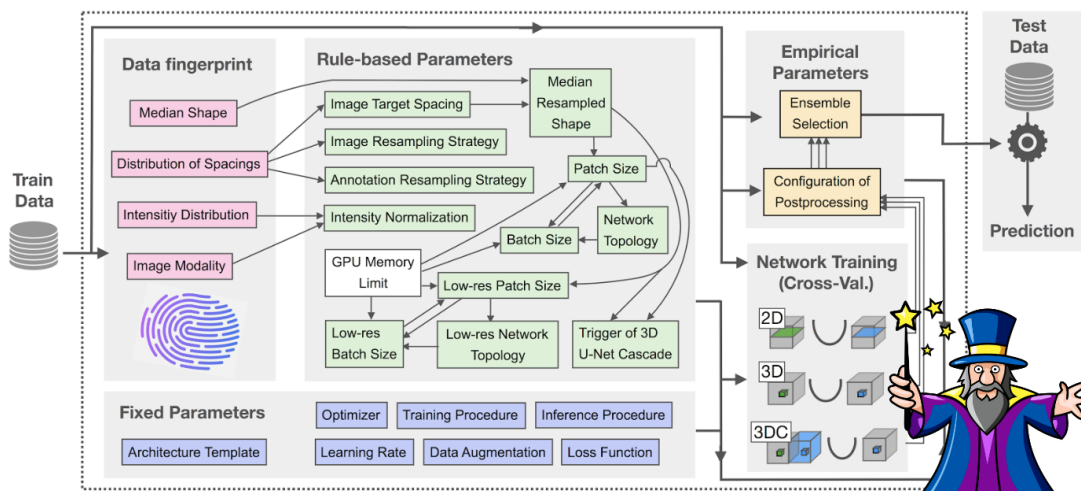 Train
Data
Data fingerprint
Median Shape
Distribution of Spacings
Intensitiy Distribution
Image Modality
Rule-based Parameters
Image Target Spacing
Image Resampling Strategy
Annotation Resampling Strategy
Intensity Normalization
Median
Resampled
Shape
Patch Size
Network
Topology
Batch Size
GPU Memory
Limit
Low-res Patch Size
Low-res
Batch Size
Low-res Network
Topology
Trigger of 3D
U-Net Cascade
Fixed Parameters
Architecture Template
Optimizer
Training Procedure
Inference Procedure
Learning Rate
Data Augmentation
Loss Function
Empirical
Parameters
Ensemble
Selection
Configuration of
Postprocessing
Network Training
(Cross-Val.)
2D
3D
3DC
Test
Data
Prediction